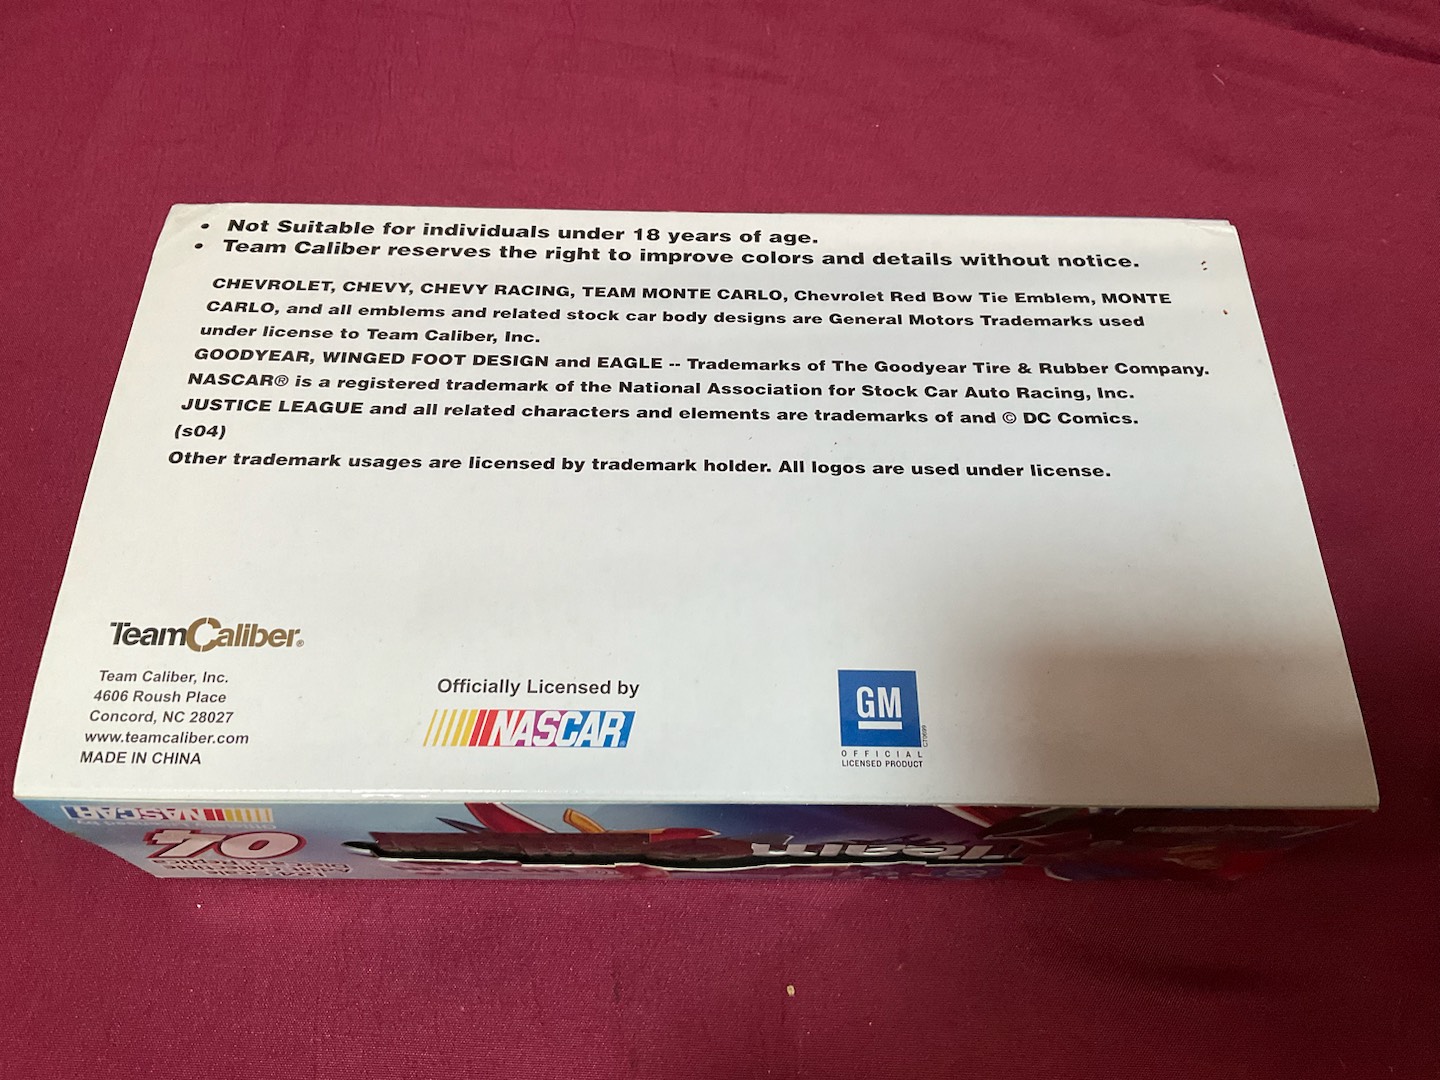 • Not Suitable for individuals under 18 years of age.
• Team Caliber reserves the right to improve colors and details without notice.
CHEVROLET, CHEVY, CHEVY RACING, TEAM MONTE CARLO, Chevrolet Red Bow Tie Emblem, MONTE
CARLO, and all emblems and related stock car body designs are General Motors Trademarks used
under license to Team Caliber, Inc.
GOODYEAR, WINGED FOOT DESIGN and EAGLE -- Trademarks of The Goodyear Tire & Rubber Company.
NASCAR® is a registered trademark of the National Association for Stock Car Auto Racing, Inc.
JUSTICE LEAGUE and all related characters and elements are trademarks of and © DC Comics.
(s04)
Other trademark usages are licensed by trademark holder. All logos are used under license.
TeamCaliber®
Team Caliber, Inc.
4606 Roush Place
Concord, NC 28027
www.teamcaliber.com
MADE IN CHINA
Officially Licensed by
NASCAR
GM
OFFICIAL
LICENSED PRODUCT
NASCAR
04
Team